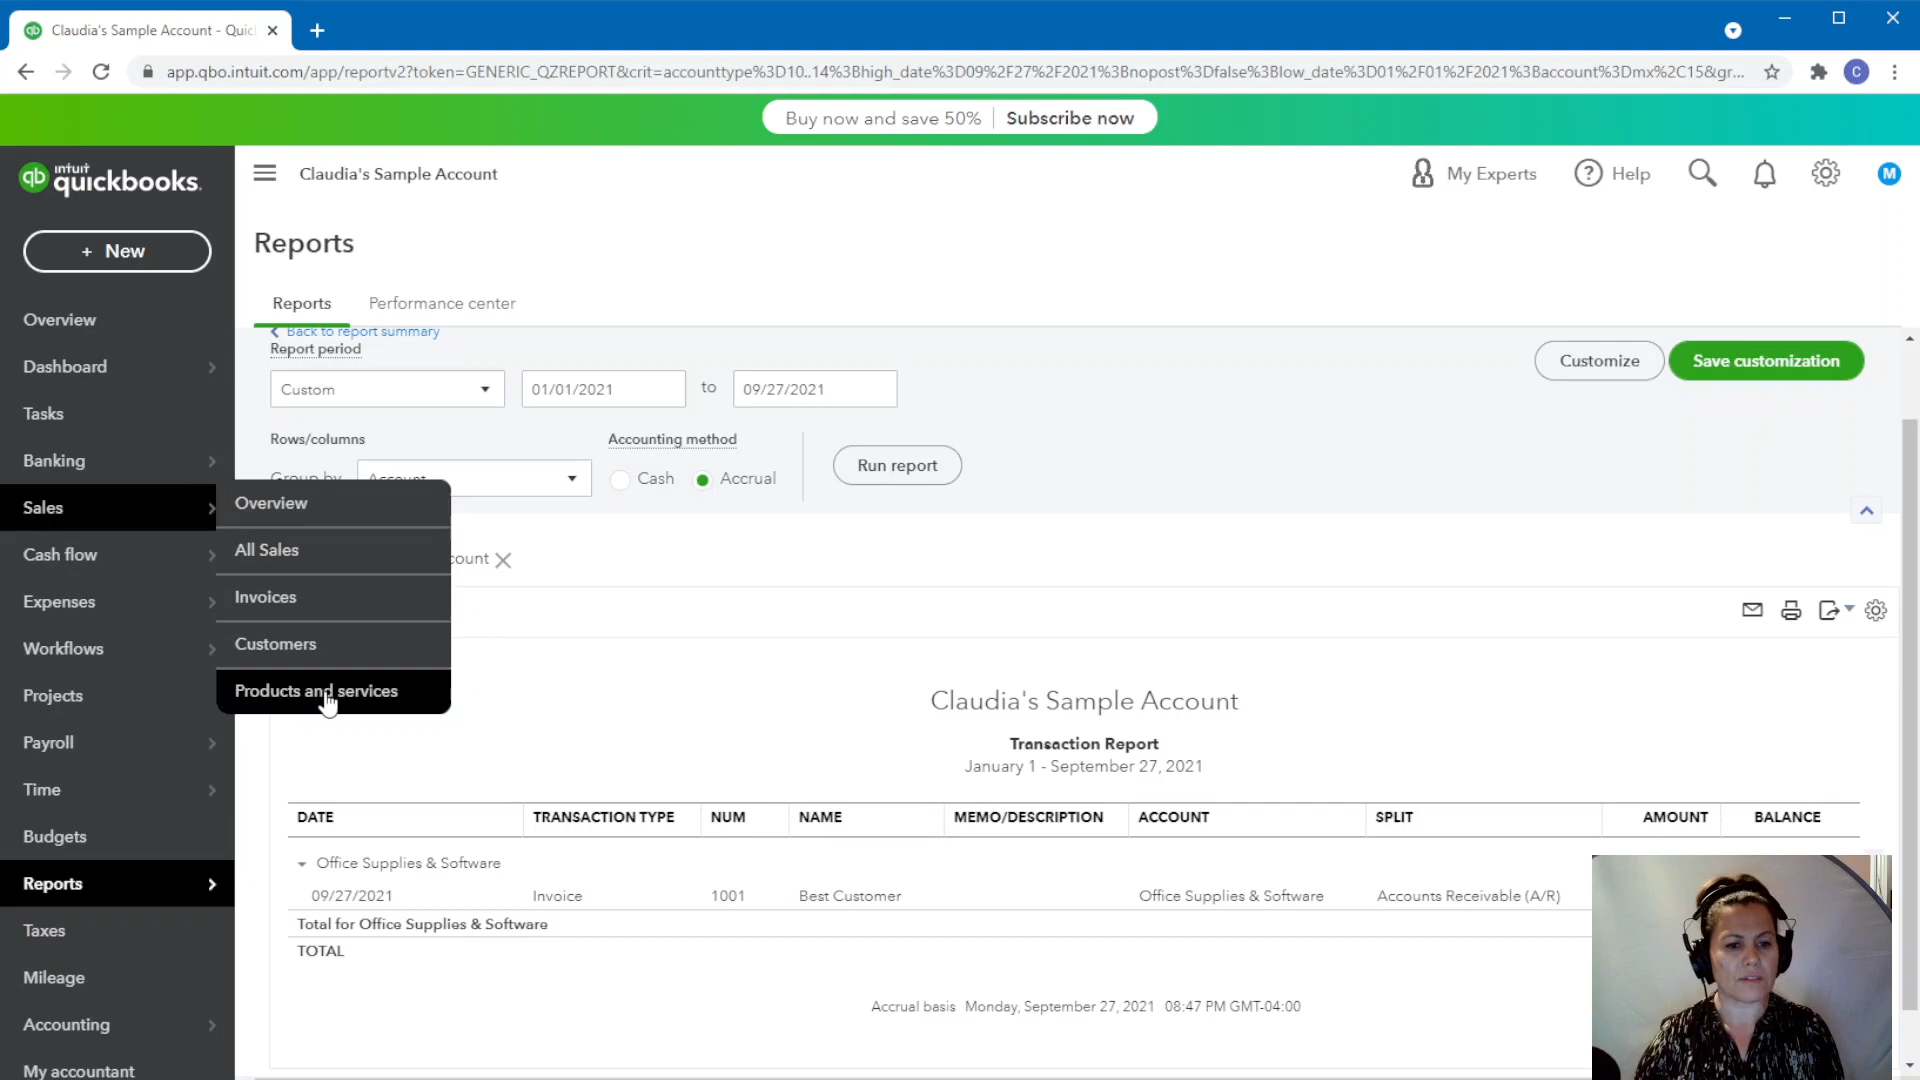 Claudia's Sample Account - Quic
app.qbo.intuit.com/app/reportv2?token=GENERIC_QZREPORT&crit=accounttype%3D10..14%3Bhigh_date%3D09%2F27%2F2021%3Bnopost%3Dfalse%3Blow_date%3D01%2F01%2F2021%3Baccount%3Dmx%2C15&gr...
C
Buy now and save 50% Subscribe now
qb intuit quickbooks.
Claudia's Sample Account
My Experts
? Help
M
+ New
Reports
Reports Performance center
Back to report summary
Report period
Custom 01/01/2021 to 09/27/2021
Customize Save customization
Rows/columns Accounting method
Group by Account Cash Accrual Run report
Overview
Dashboard
Tasks
Banking
Sales
Cash flow
Expenses
Workflows
Projects
Payroll
Time
Budgets
Reports
Taxes
Mileage
Accounting
My accountant
Overview
All Sales
Invoices
Customers
Products and services
count
Claudia's Sample Account
Transaction Report
January 1 - September 27, 2021
DATE TRANSACTION TYPE NUM NAME MEMO/DESCRIPTION ACCOUNT SPLIT AMOUNT BALANCE
Office Supplies & Software
09/27/2021 Invoice 1001 Best Customer Office Supplies & Software Accounts Receivable (A/R)
Total for Office Supplies & Software
TOTAL
Accrual basis Monday, September 27, 2021 08:47 PM GMT-04:00